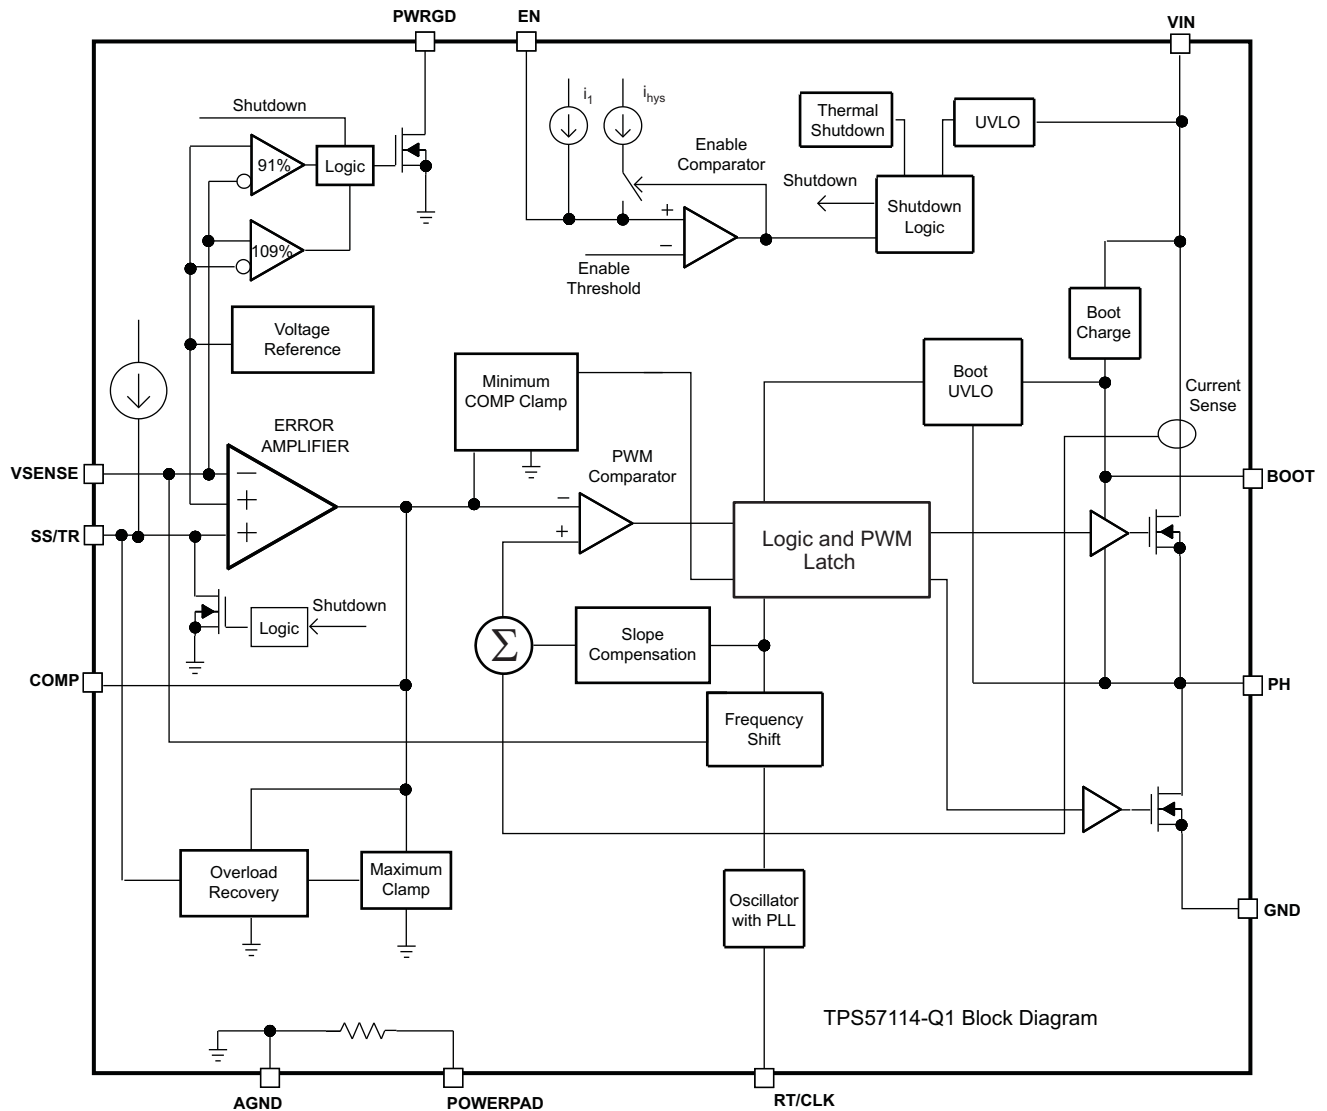 PWRGD
EN
VIN
Shutdown
i1
ihys
Thermal
Shutdown
UVLO
91%
Logic
Enable
Comparator
Shutdown
+
−
Shutdown
Logic
109%
Enable
Threshold
Voltage
Reference
Boot
Charge
Minimum
COMP Clamp
Boot
UVLO
Current
Sense
ERROR
AMPLIFIER
PWM
Comparator
VSENSE
−
+
+
−
+
BOOT
SS/TR
Logic and PWM
Latch
Logic
Shutdown
Σ
Slope
Compensation
COMP
PH
Frequency
Shift
Overload
Recovery
Maximum
Clamp
Oscillator
with PLL
GND
TPS57114-Q1 Block Diagram
AGND
POWERPAD
RT/CLK